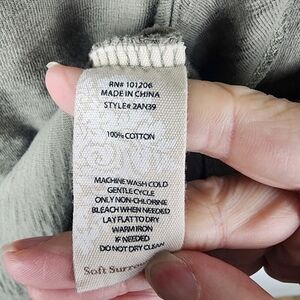 RN# 101206
MADE IN CHINA
STYLE# 2AN39
100% COTTON
MACHINE WASH COLD
GENTLE CYCLE
ONLY NON-CHLORINE
BLEACH WHEN NEEDED
LAY FLAT TO DRY
WARM IRON
IF NEEDED
DO NOT DRY CLEAN
Soft Surro